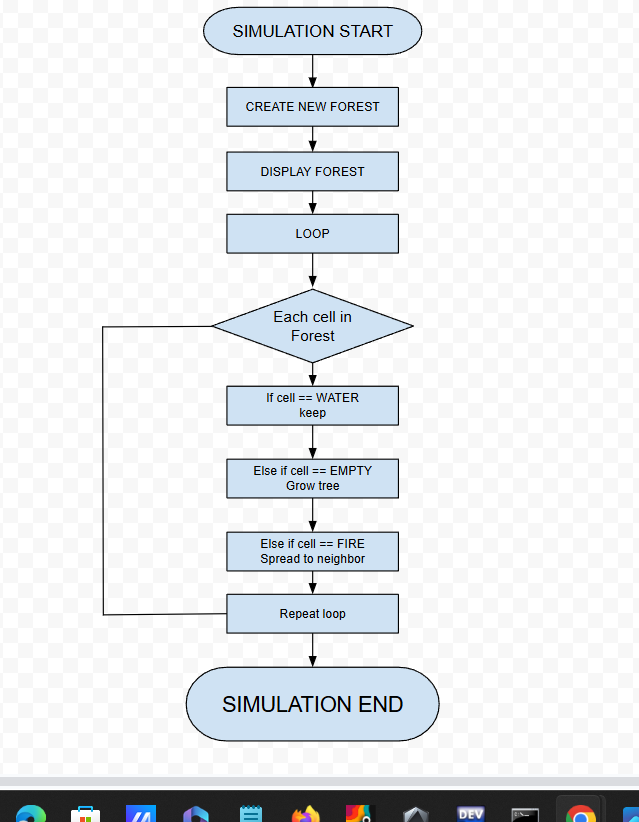 SIMULATION START
CREATE NEW FOREST
DISPLAY FOREST
LOOP
Each cell in
Forest
If cell == WATER
keep
Else if cell == EMPTY
Grow tree
Else if cell == FIRE
Spread to neighbor
Repeat loop
SIMULATION END
DEV